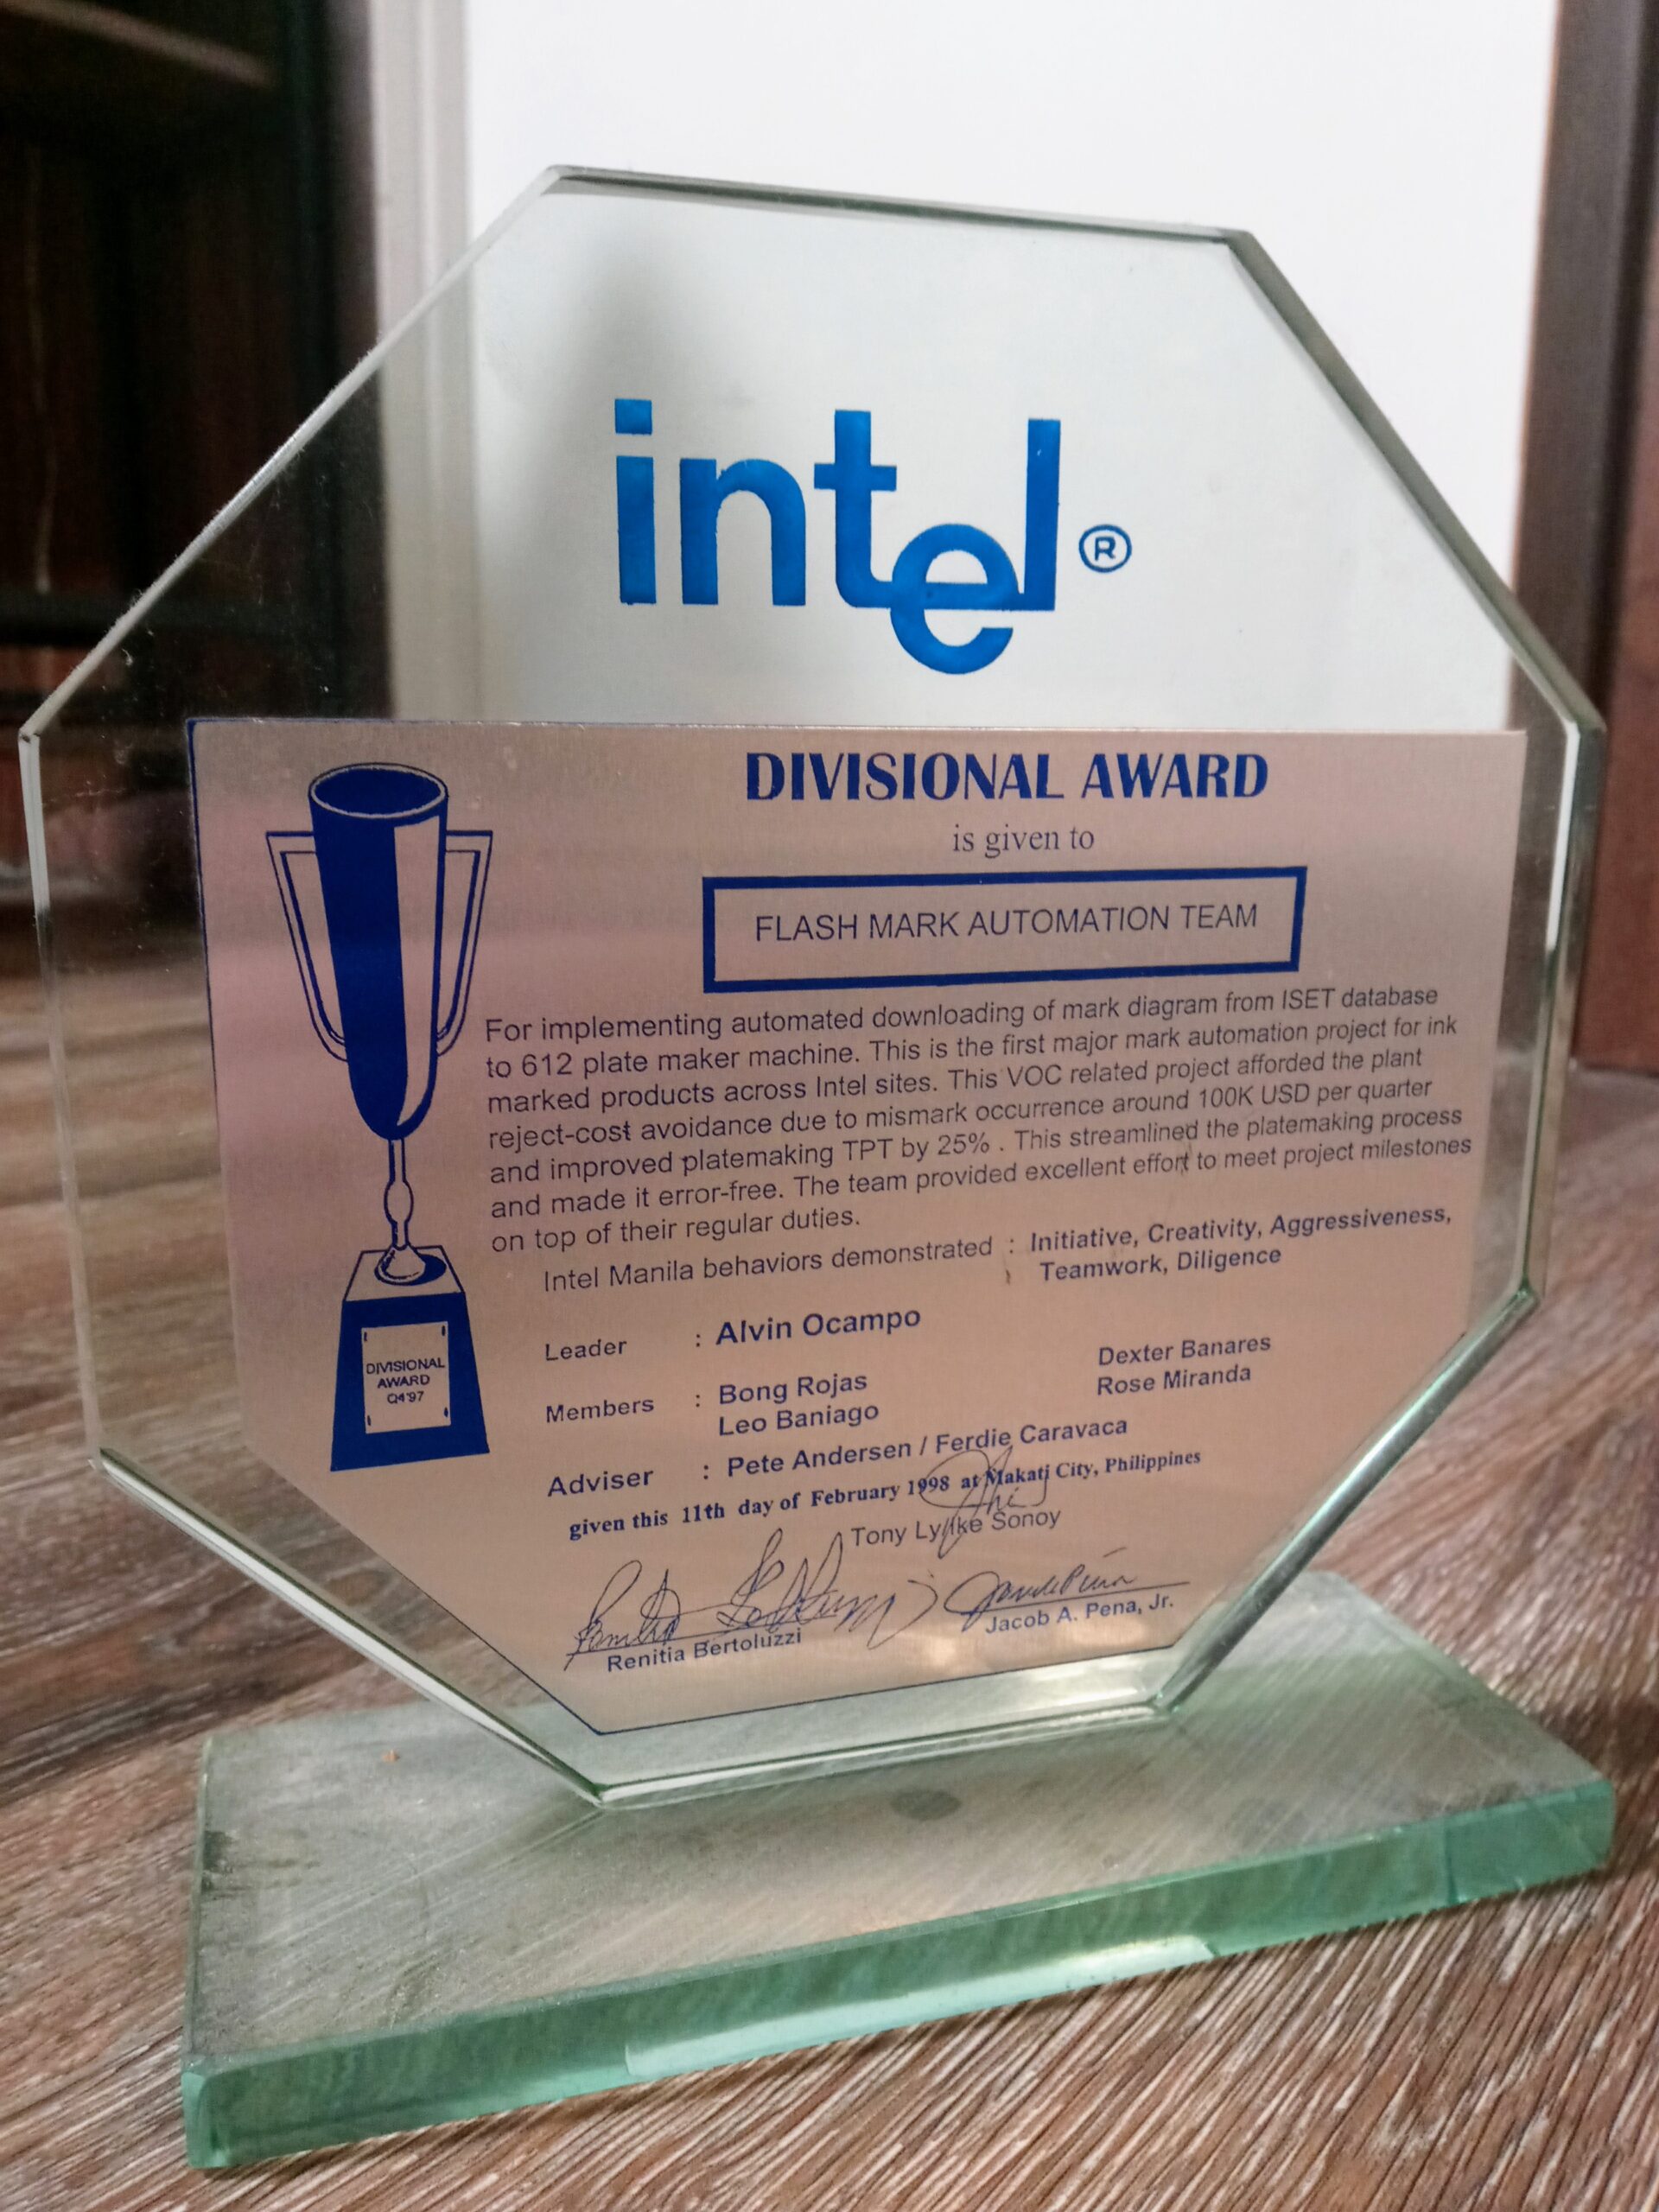 intel®
DIVISIONAL AWARD
is given to
FLASH MARK AUTOMATION TEAM
For implementing automated downloading of mark diagram from ISET database
to 612 plate maker machine. This is the first major mark automation project for ink
marked products across Intel sites. This VOC related project afforded the plant
reject-cost avoidance due to mismark occurrence around 100K USD per quarter
and improved platemaking TPT by 25% . This streamlined the platemaking process
and made it error-free. The team provided excellent effort to meet project milestones
on top of their regular duties.
Intel Manila behaviors demonstrated : Initiative, Creativity, Aggressiveness,
Teamwork, Diligence
Leader : Alvin Ocampo
Members : Bong Rojas Dexter Banares
Leo Baniago Rose Miranda
Adviser : Pete Andersen / Ferdie Caravaca
given this 11th day of February 1998 at Makati City, Philippines
Tony Sonoy
Renitia Bertoluzzi
Jacob A. Pena, Jr.
DIVISIONAL
AWARD
Q4'97